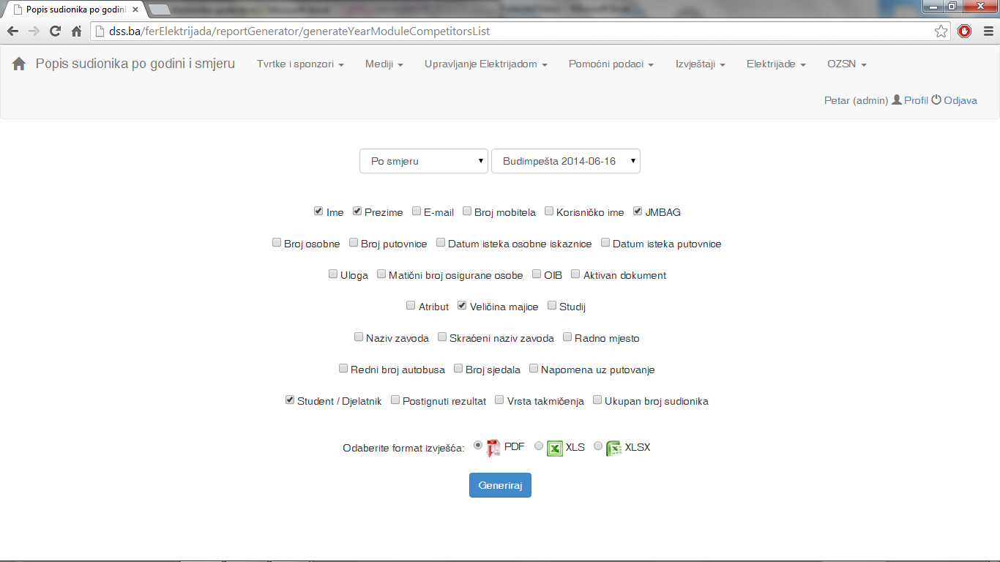 Popis sudionika po godini
dss.ba/ferElektrijada/reportGenerator/generateYearModuleCompetitorsList
Popis sudionika po godini i smjeru Tvrtke i sponzori Mediji Upravljanje Elektrijadom Pomoćni podaci Izvještaji Elektrijade OZSN
Petar (admin) Profil Odjava
Po smjeru Budimpešta 2014-06-16
Ime Prezime E-mail Broj mobitela Korisničko ime JMBAG
Broj osobne Broj putovnice Datum isteka osobne iskaznice Datum isteka putovnice
Uloga Matični broj osigurane osobe OIB Aktivan dokument
Atribut Veličina majice Studij
Naziv zavoda Skraćeni naziv zavoda Radno mjesto
Redni broj autobusa Broj sjedala Napomena uz putovanje
Student / Djelatnik Postignuti rezultat Vrsta takmičenja Ukupan broj sudionika
Odaberite format izvješća: PDF XLS XLSX
Generiraj